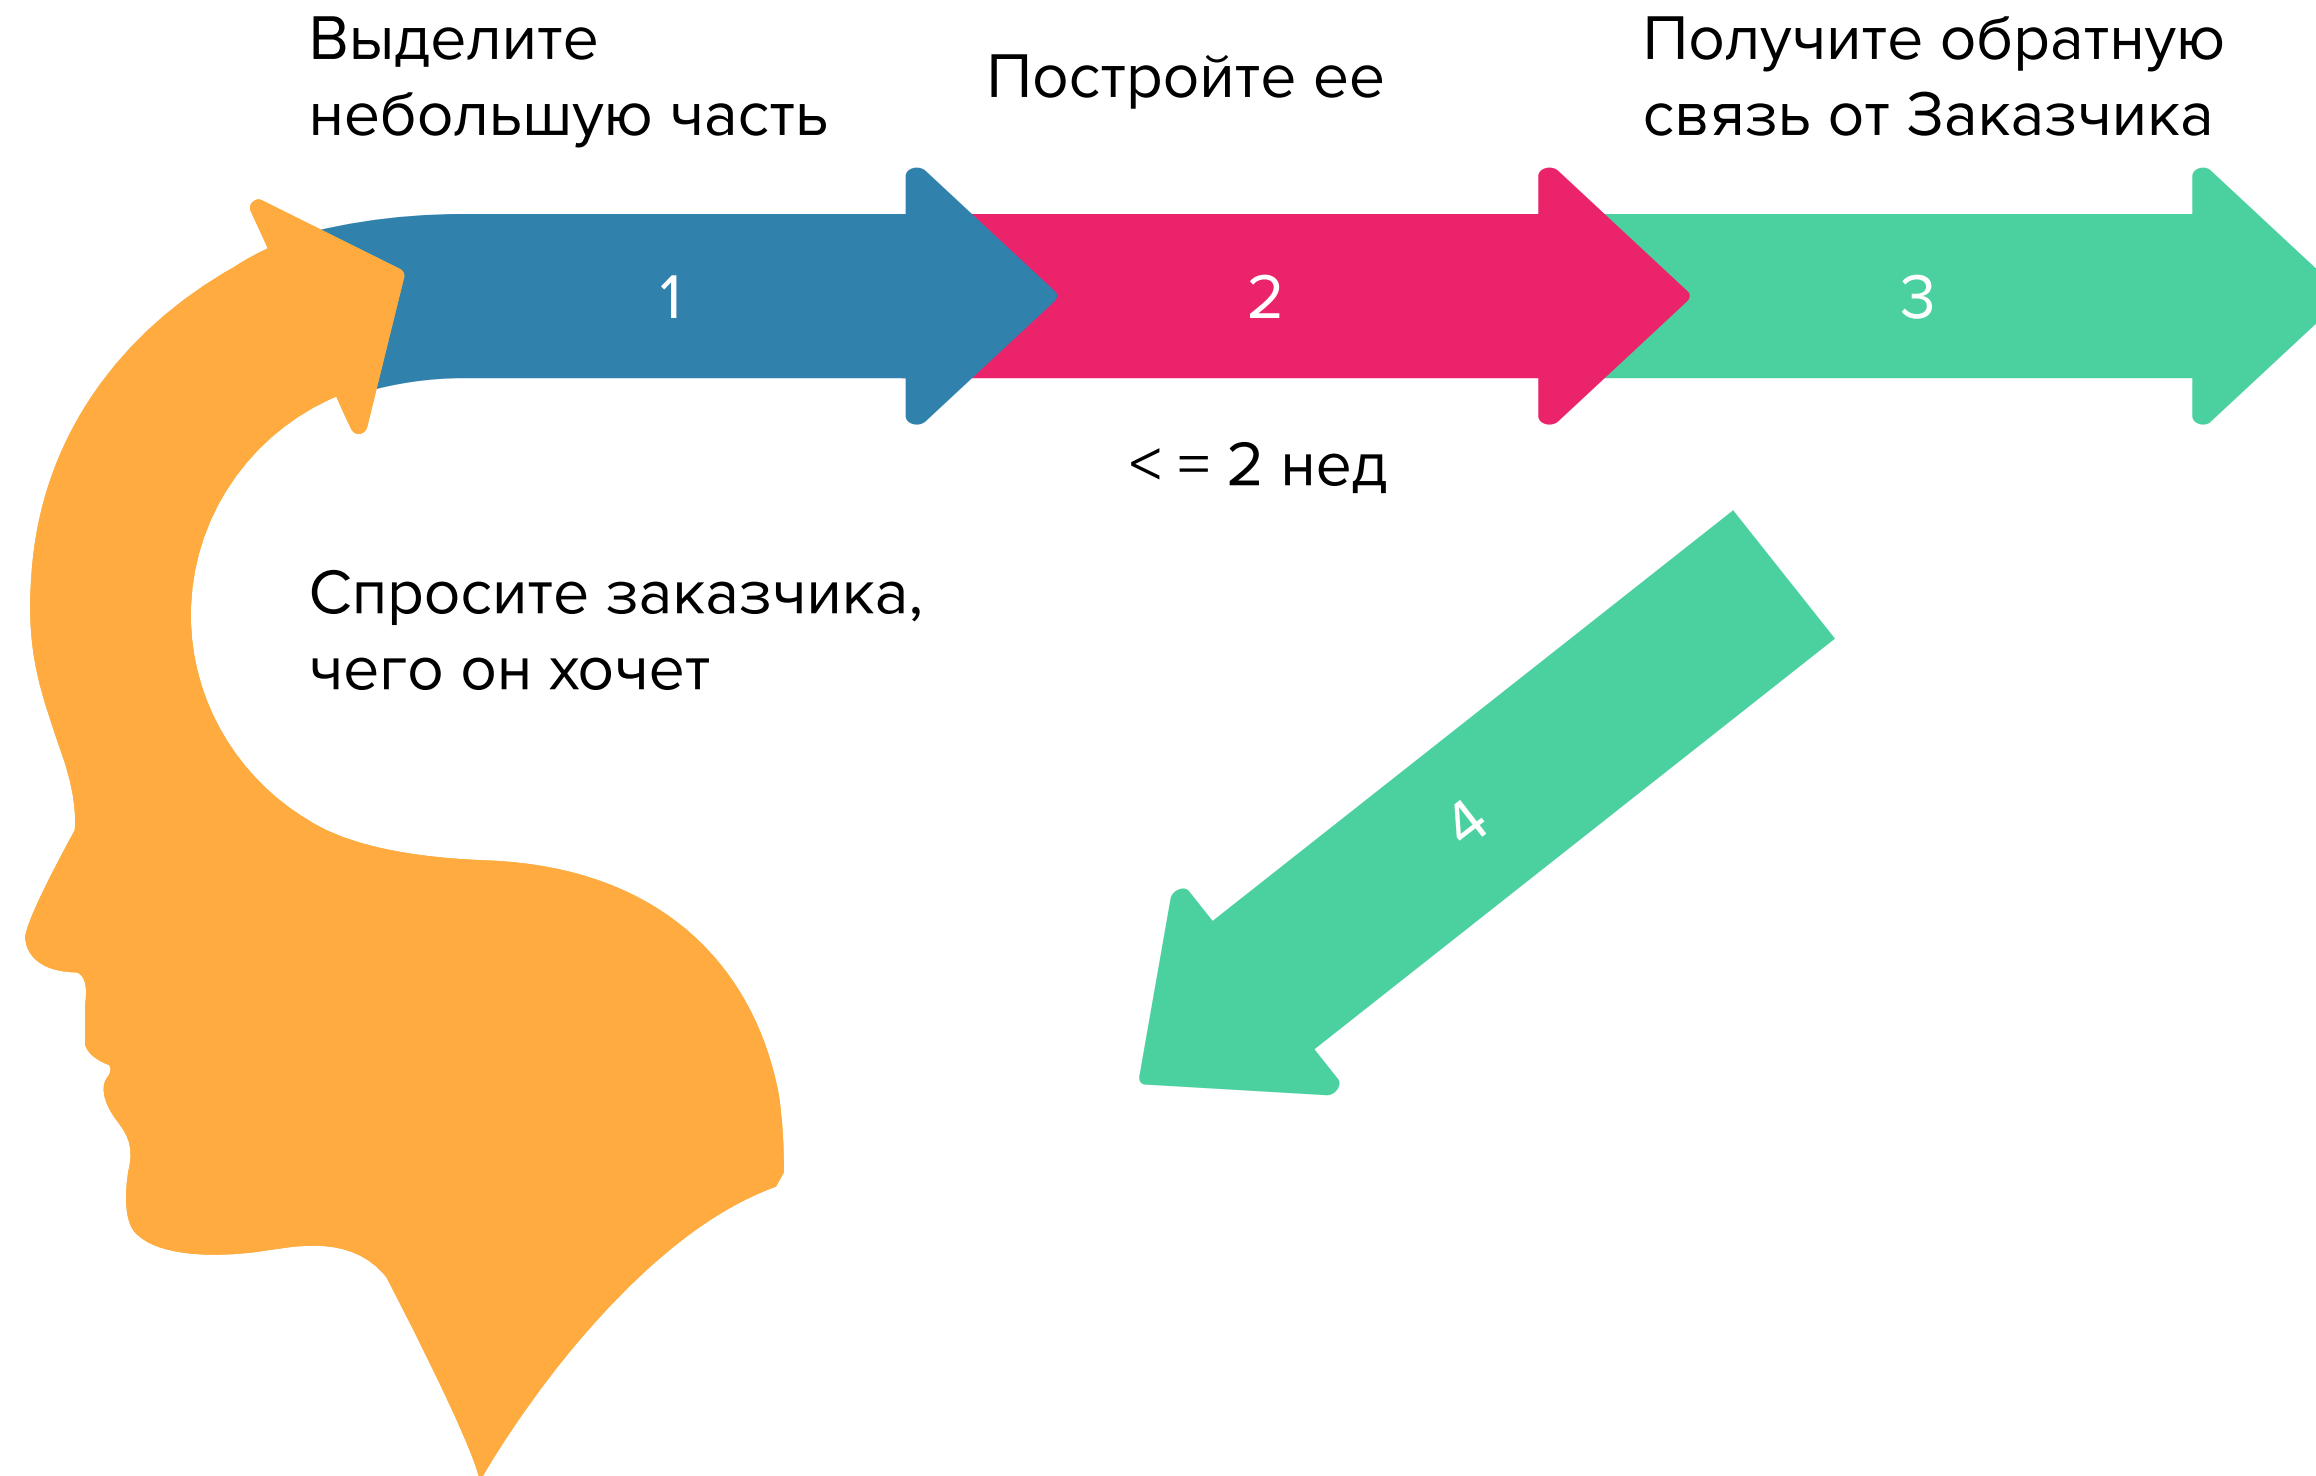 Выделите
небольшую часть
Постройте ее
Получите обратную
связь от Заказчика
1
2
3
< = 2 нед
Спросите заказчика,
чего он хочет
4